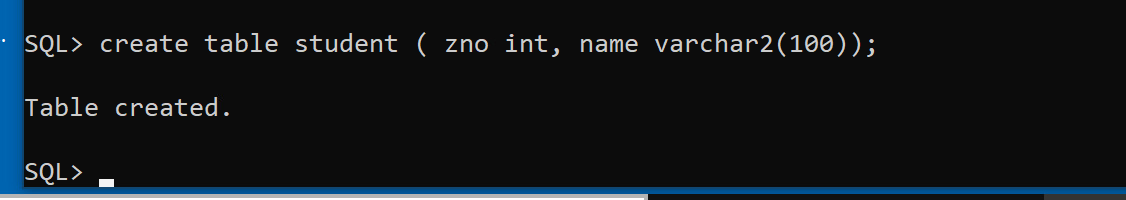 SQL> create table student ( zno int, name varchar2(100));
Table created.
SQL>